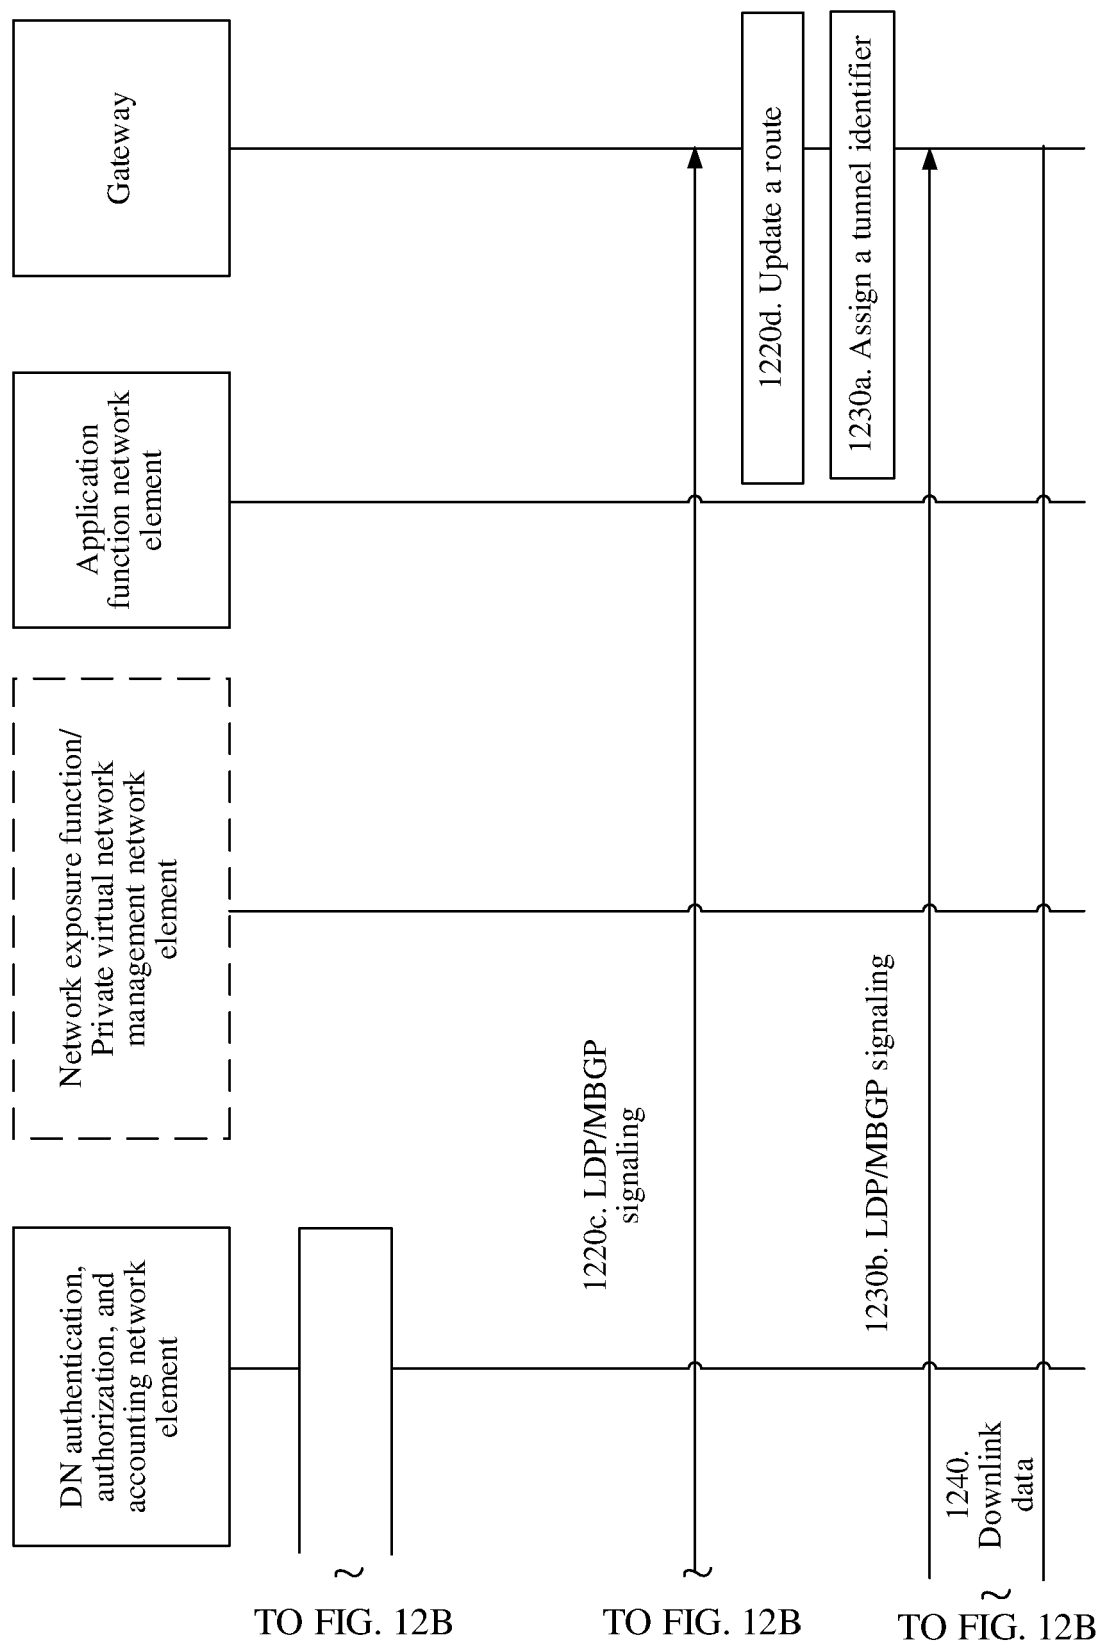 DN authentication,
authorization, and
accounting network
element
Network exposure function/
Private virtual network
management network
element
Application
function network
element
Gateway
1220c. LDP/MBGP
signaling
1220d. Update a route
1230a. Assign a tunnel identifier
1230b. LDP/MBGP signaling
1240.
Downlink
data
TO FIG. 12B
TO FIG. 12B
TO FIG. 12B